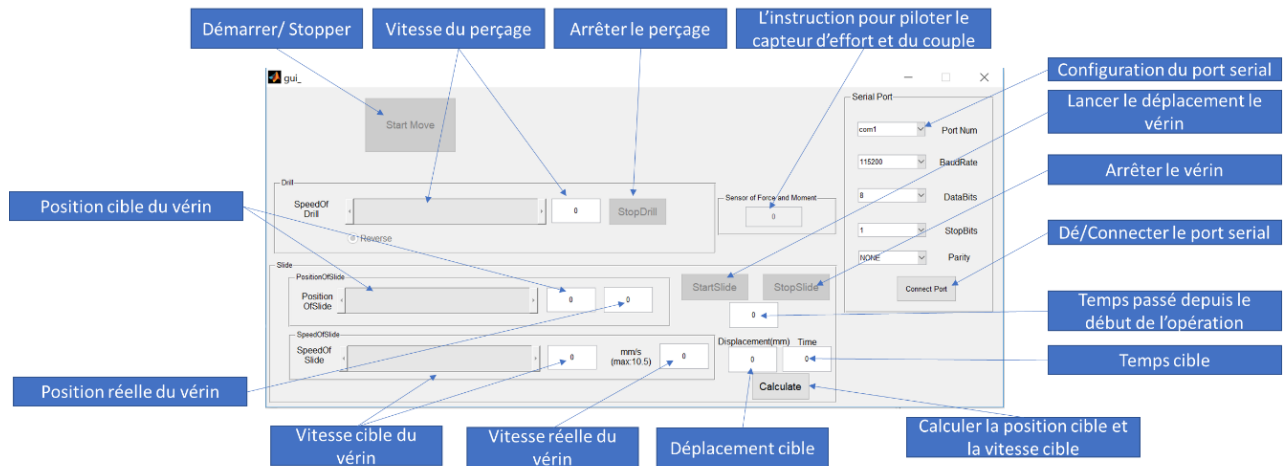 Démarrer/ Stopper
Vitesse du perçage
Arrêter le perçage
L'instruction pour piloter le
capteur d'effort et du couple
gui_
Start Move
Serial Port
com1
Port Num
115200
BaudRate
8
DataBits
1
StopBits
NONE
Parity
Connect Port
Configuration du port serial
Lancer le déplacement le
vérin
Arrêter le vérin
Dé/Connecter le port serial
Drill
SpeedOf
Drill
0
StopDrill
Reverse
Sensor of Force and Moment
0
Position cible du vérin
Slide
PositionOfSlide
Position
OfSlide
0
0
StartSlide
StopSlide
0
Temps passé depuis le
début de l'opération
SpeedOfSlide
SpeedOf
Slide
0
mm/s
(max:10.5)
0
Displacement(mm)
Time
0
0
Calculate
Temps cible
Position réelle du vérin
Vitesse cible du
vérin
Vitesse réelle du
vérin
Déplacement cible
Calculer la position cible et
la vitesse cible